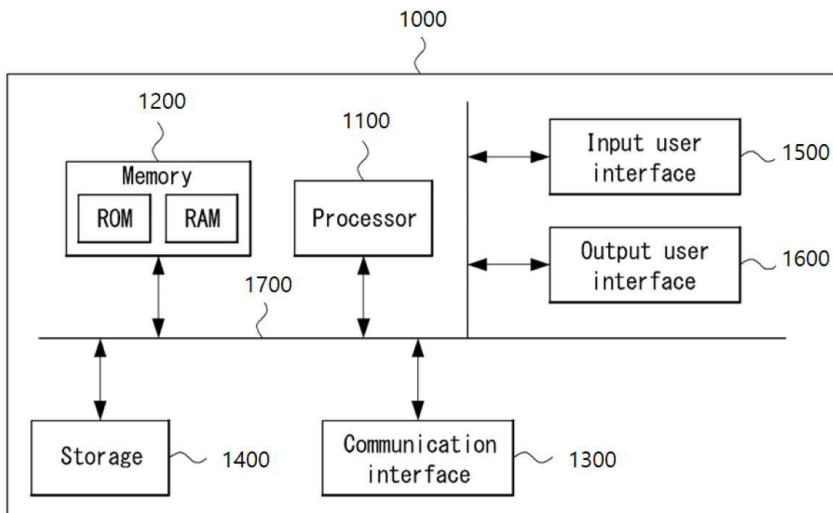 1000
1200
1100
Memory
ROM
RAM
Processor
Input user
interface
1500
Output user
interface
1600
1700
Storage
1400
Communication
interface
1300